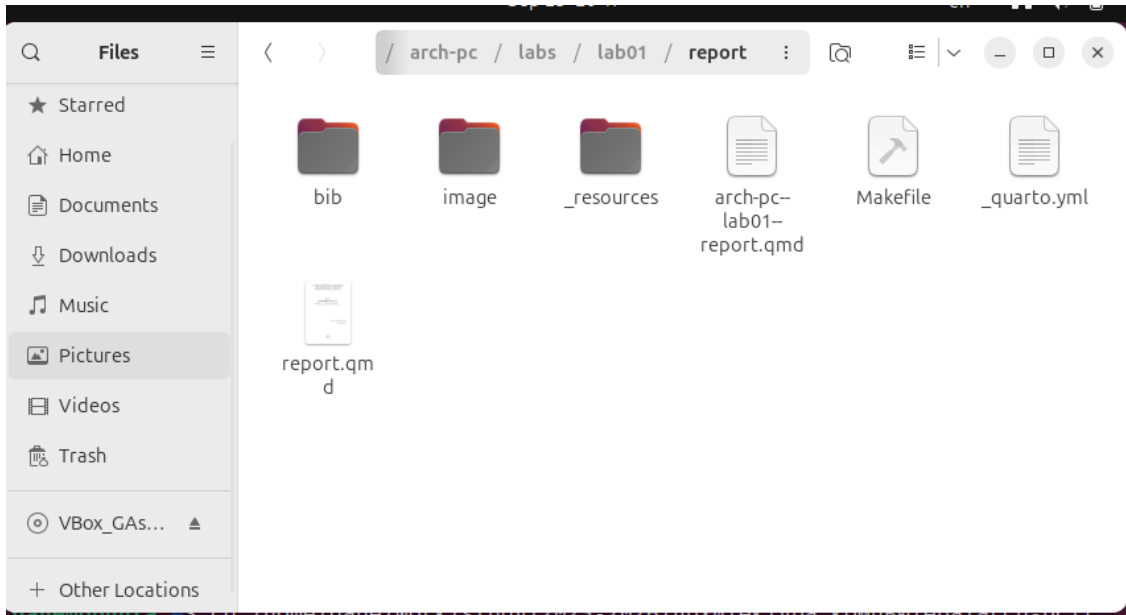 Files
/ arch-pc / labs / lab01 / report
Starred
Home
Documents
Downloads
Music
Pictures
Videos
Trash
VBox_GAs...
Other Locations
bib
image
_resources
arch-pc--
lab01--
report.qmd
Makefile
_quarto.yml
report.qm
d